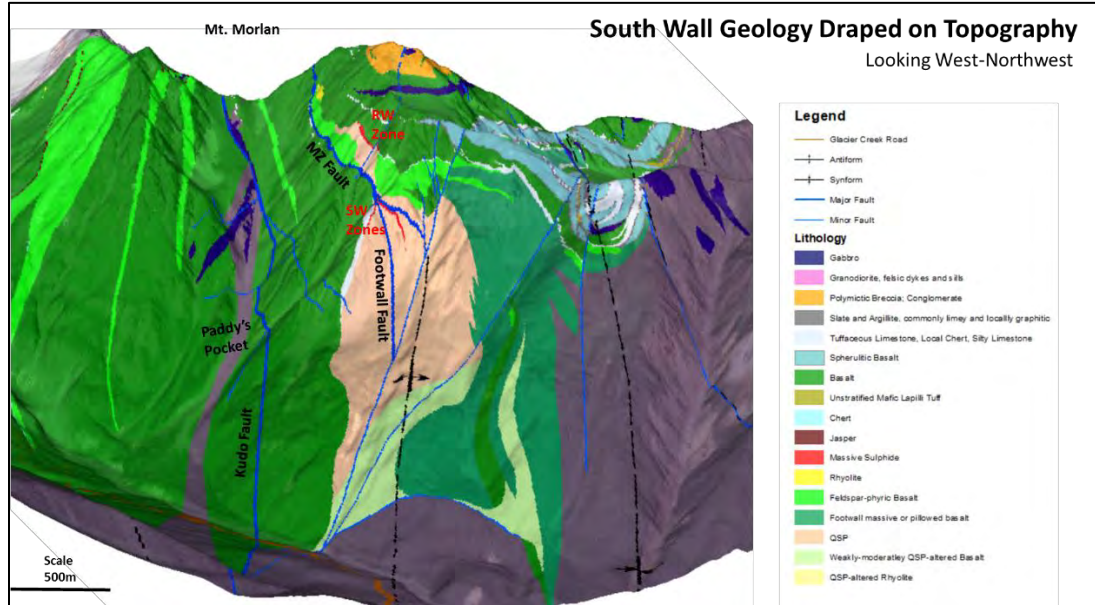 Mt. Morlan
South Wall Geology Draped on Topography
Looking West-Northwest
RW
Zone
MZ Fault
SW
Zones
Footwall Fault
Paddy's
Pocket
Kudo Fault
Scale
500m
Legend
Glacier Creek Road
Antiform
Synform
Major Fault
Minor Fault
Lithology
Gabbro
Granodiorite, felsic dykes and sills
Polymictic Breccia; Conglomerate
Slate and Argillite, commonly limey and locailly graphitic
Tuffaceous Limestone, Local Chert, Silty Limestone
Spherulitic Basalt
Basalt
Unstratified Mafic Lapilli Tuff
Chert
Jasper
Massive Sulphide
Rhyolite
Feldspar-phyric Basalt
Footwall massive or pillowed basalt
QSP
Weakly-moderatley QSP-altered Basalt
QSP-altered Rhyolite